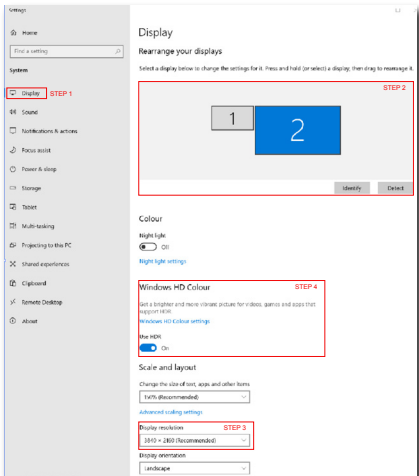 Settings
Home
Find a setting
System
Display STEP 1
Sound
Notifications & actions
Focus assist
Power & sleep
Storage
Tablet
Multi-tasking
Projecting to this PC
Shared experiences
Clipboard
Remote Desktop
About
Display
Rearrange your displays
Select a display below to change the settings for it. Press and hold (or select) a display, then drag to rearrange it.
STEP 2
1
2
Identify Detect
Colour
Night light
Off
Night light settings
Windows HD Colour STEP 4
Get a brighter and more vibrant picture for videos, games and apps that
support HDR.
Windows HD Colour settings
Use HDR
On
Scale and layout
Change the size of text, apps and other items
150% (Recommended)
Advanced scaling settings
Display resolution STEP 3
3840 × 2160 (Recommended)
Display orientation
Landscape